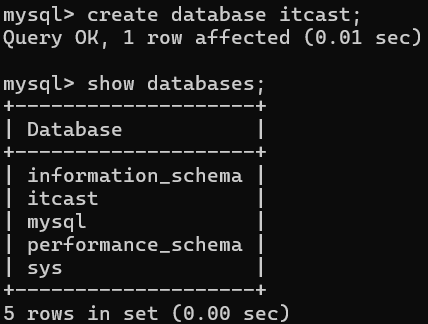 mysql> create database itcast;
Query OK, 1 row affected (0.01 sec)

mysql> show databases;
+--------------------+
| Database           |
+--------------------+
| information_schema |
| itcast             |
| mysql              |
| performance_schema |
| sys                |
+--------------------+
5 rows in set (0.00 sec)